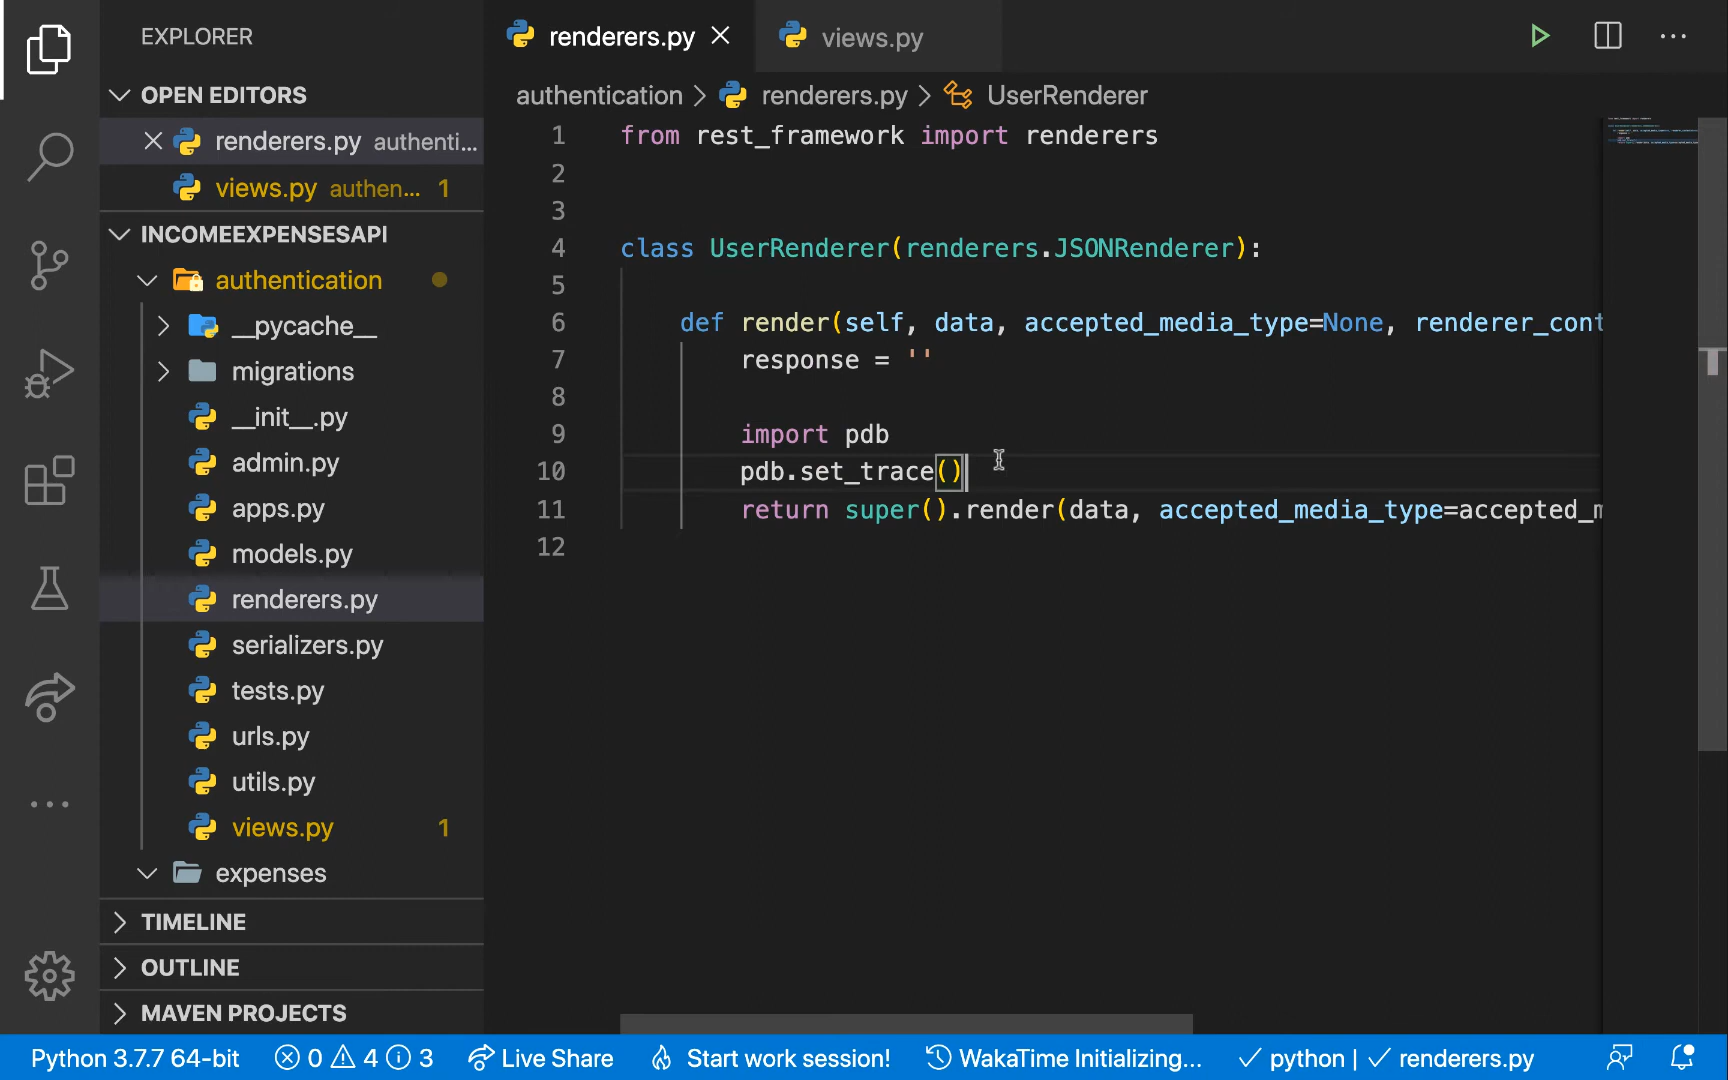 EXPLORER
OPEN EDITORS
renderers.py authenti...
views.py authen... 1
INCOMEEXPENSESAPI
authentication
__pycache__
migrations
__init__.py
admin.py
apps.py
models.py
renderers.py
serializers.py
tests.py
urls.py
utils.py
views.py 1
expenses
TIMELINE
OUTLINE
MAVEN PROJECTS
renderers.py
views.py
authentication > renderers.py > UserRenderer
1 from rest_framework import renderers
2
3
4 class UserRenderer(renderers.JSONRenderer):
5
6 def render(self, data, accepted_media_type=None, renderer_cont
7 response = ''
8
9 import pdb
10 pdb.set_trace()
11 return super().render(data, accepted_media_type=accepted_m
12
Python 3.7.7 64-bit 0 4 3 Live Share Start work session! WakaTime Initializing... python | renderers.py